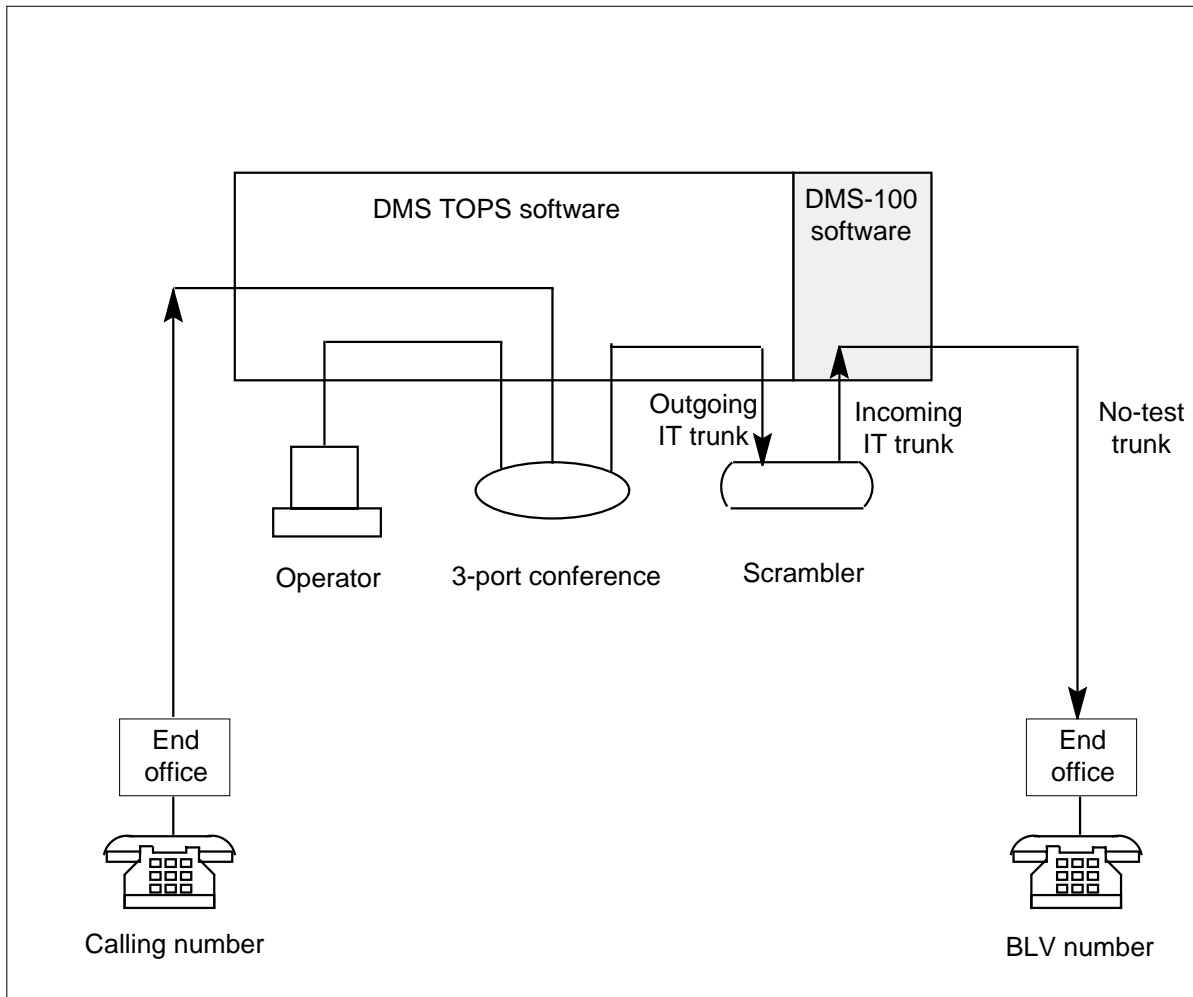 DMS TOPS software
DMS-100
software
Outgoing
IT trunk
Incoming
IT trunk
No-test
trunk
Operator
3-port conference
Scrambler
End
office
End
office
Calling number
BLV number